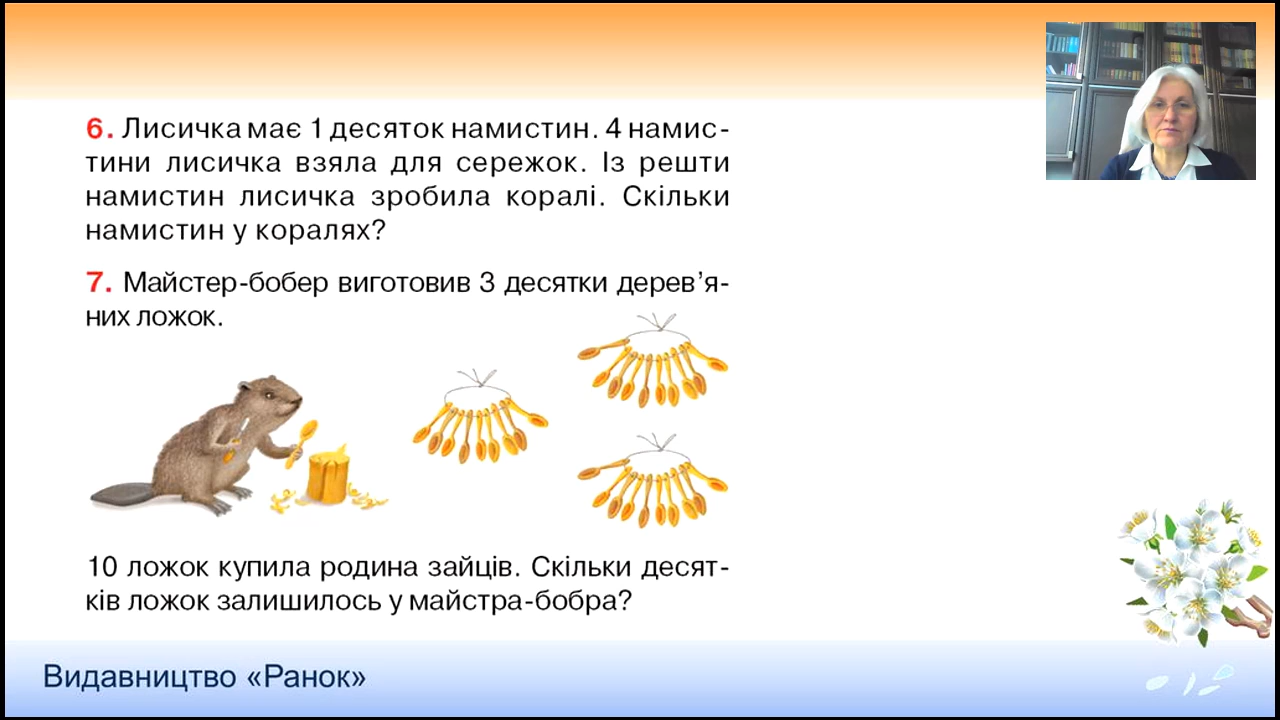 6. Лисичка має 1 десяток намистин. 4 намис-
тини лисичка взяла для сережок. Із решти
намистин лисичка зробила коралі. Скільки
намистин у коралях?
7. Майстер-бобер виготовив 3 десятки дерев’я-
них ложок.
10 ложок купила родина зайців. Скільки десят-
ків ложок залишилось у майстра-бобра?
Видавництво «Ранок»